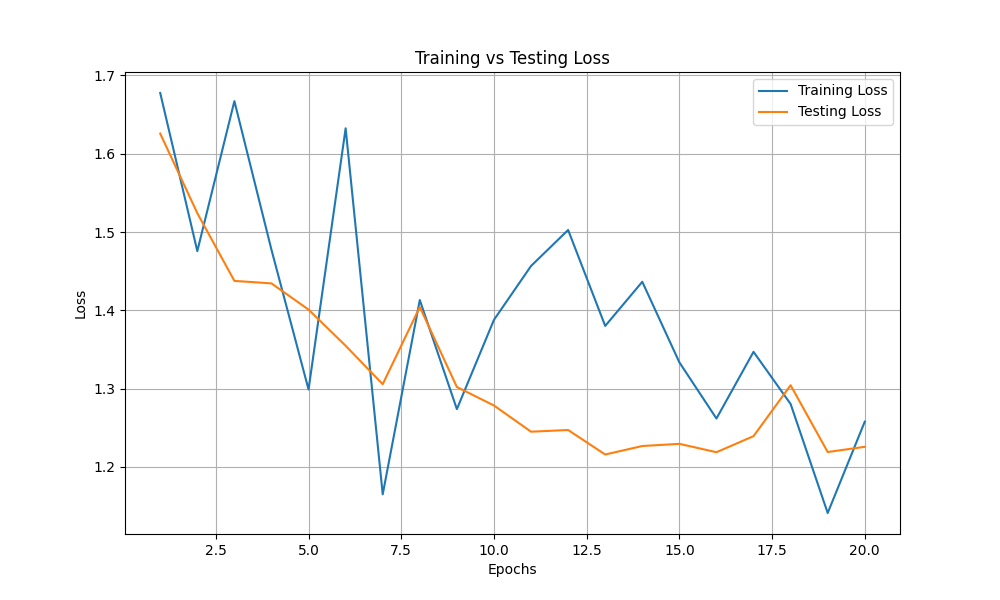 Training vs Testing Loss
Training Loss
Testing Loss
1.7
1.6
1.5
1.4
1.3
1.2
Loss
2.5 5.0 7.5 10.0 12.5 15.0 17.5 20.0
Epochs